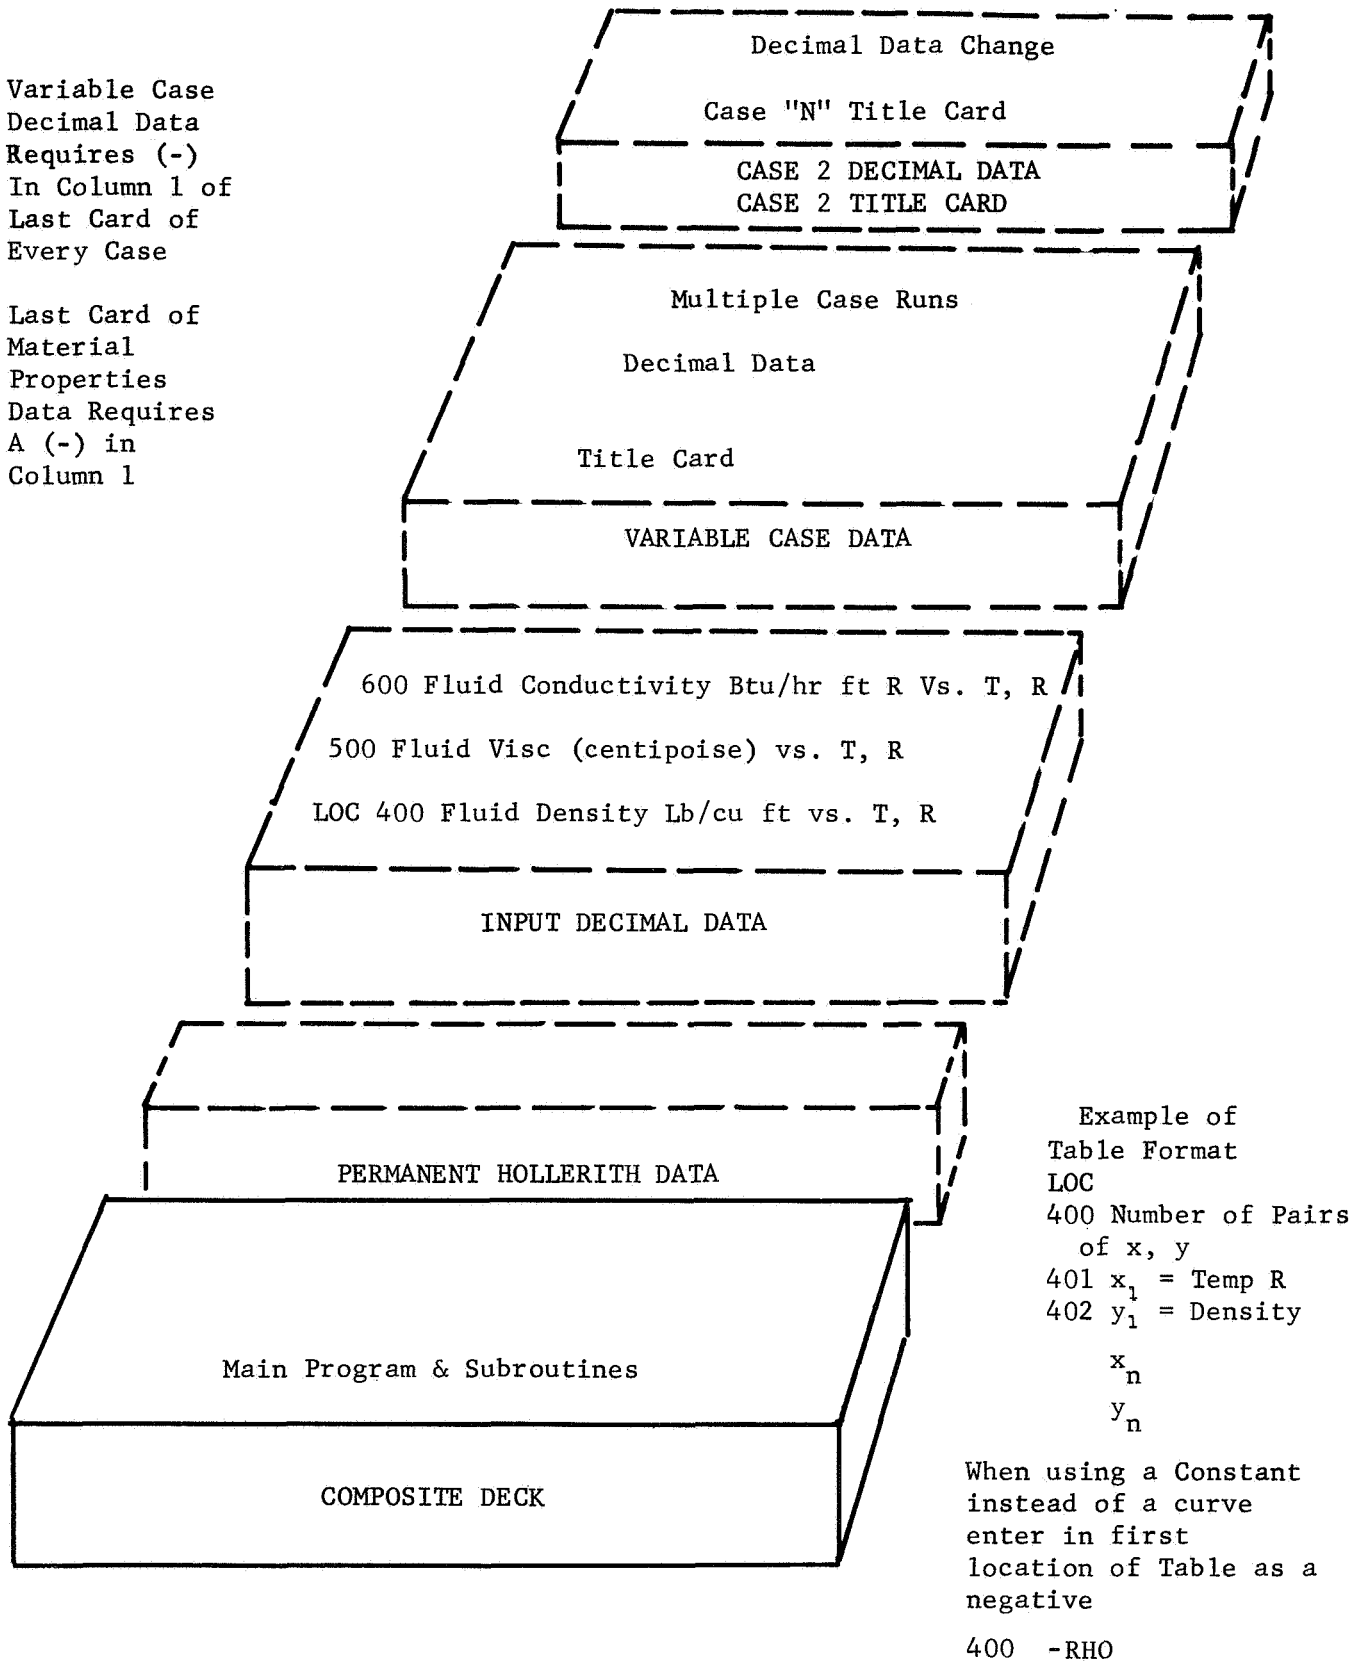 Variable Case
Decimal Data
Requires (-)
In Column 1 of
Last Card of
Every Case
Last Card of
Material
Properties
Data Requires
A (-) in
Column 1
Decimal Data Change
Case "N" Title Card
CASE 2 DECIMAL DATA
CASE 2 TITLE CARD
Multiple Case Runs
Decimal Data
Title Card
VARIABLE CASE DATA
600 Fluid Conductivity Btu/hr ft R Vs. T, R
500 Fluid Visc (centipoise) vs. T, R
LOC 400 Fluid Density Lb/cu ft vs. T, R
INPUT DECIMAL DATA
PERMANENT HOLLERITH DATA
Main Program & Subroutines
COMPOSITE DECK
Example of
Table Format
LOC
400 Number of Pairs
of x, y
401 x₁ = Temp R
402 y₁ = Density
xₙ
yₙ
When using a Constant
instead of a curve
enter in first
location of Table as a
negative
400 -RHO